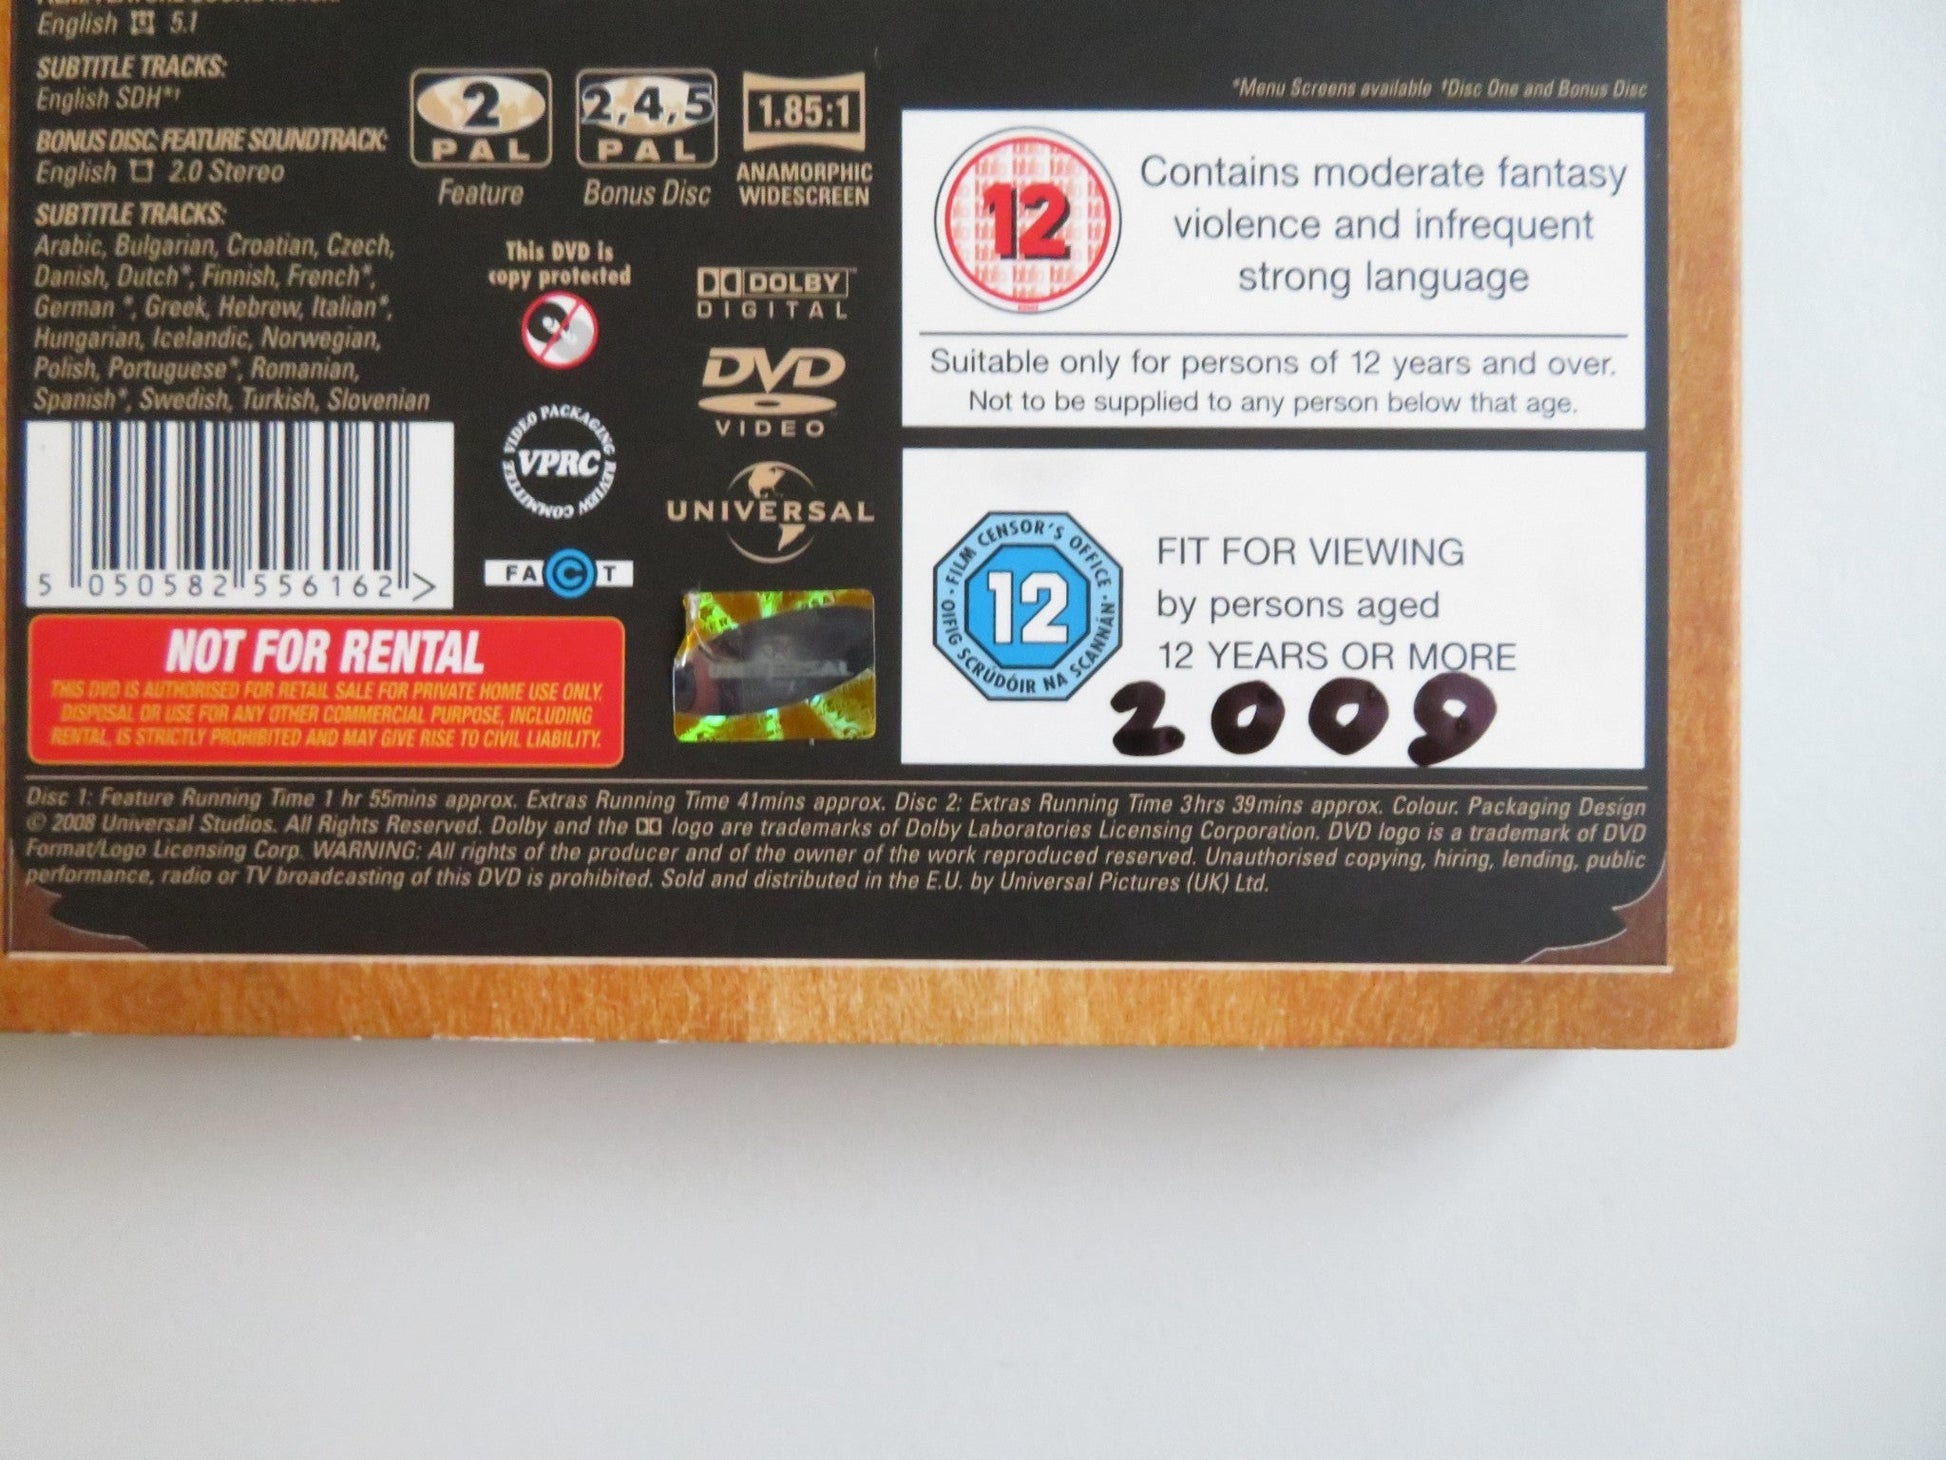 English 5.1
SUBTITLE TRACKS:
English SDH*†
BONUS DISC FEATURE SOUNDTRACK:
English 2.0 Stereo
SUBTITLE TRACKS:
Arabic, Bulgarian, Croatian, Czech,
Danish, Dutch*, Finnish, French*,
German *, Greek, Hebrew, Italian*,
Hungarian, Icelandic, Norwegian,
Polish, Portuguese*, Romanian,
Spanish*, Swedish, Turkish, Slovenian
5 050582 556162 >
NOT FOR RENTAL
THIS DVD IS AUTHORISED FOR RETAIL SALE FOR PRIVATE HOME USE ONLY.
DISPOSAL OR USE FOR ANY OTHER COMMERCIAL PURPOSE, INCLUDING
RENTAL, IS STRICTLY PROHIBITED AND MAY GIVE RISE TO CIVIL LIABILITY.
2
PAL
Feature
2,4,5
PAL
Bonus Disc
1.85:1
ANAMORPHIC
WIDESCREEN
This DVD is
copy protected
VIDEO PACKAGING REVIEW COMMITTEE
VPRC
FACT
DOLBY
DIGITAL
DVD
VIDEO
UNIVERSAL
*Menu Screens available †Disc One and Bonus Disc
12
Contains moderate fantasy
violence and infrequent
strong language
Suitable only for persons of 12 years and over.
Not to be supplied to any person below that age.
FILM CENSOR'S OFFICE
12
OIFIG SCRÚDÓIR NA SCANNÁN
FIT FOR VIEWING
by persons aged
12 YEARS OR MORE
2009
Disc 1: Feature Running Time 1 hr 55mins approx. Extras Running Time 41mins approx. Disc 2: Extras Running Time 3hrs 39mins approx. Colour. Packaging Design
© 2008 Universal Studios. All Rights Reserved. Dolby and the logo are trademarks of Dolby Laboratories Licensing Corporation. DVD logo is a trademark of DVD
Format/Logo Licensing Corp. WARNING: All rights of the producer and of the owner of the work reproduced reserved. Unauthorised copying, hiring, lending, public
performance, radio or TV broadcasting of this DVD is prohibited. Sold and distributed in the E.U. by Universal Pictures (UK) Ltd.